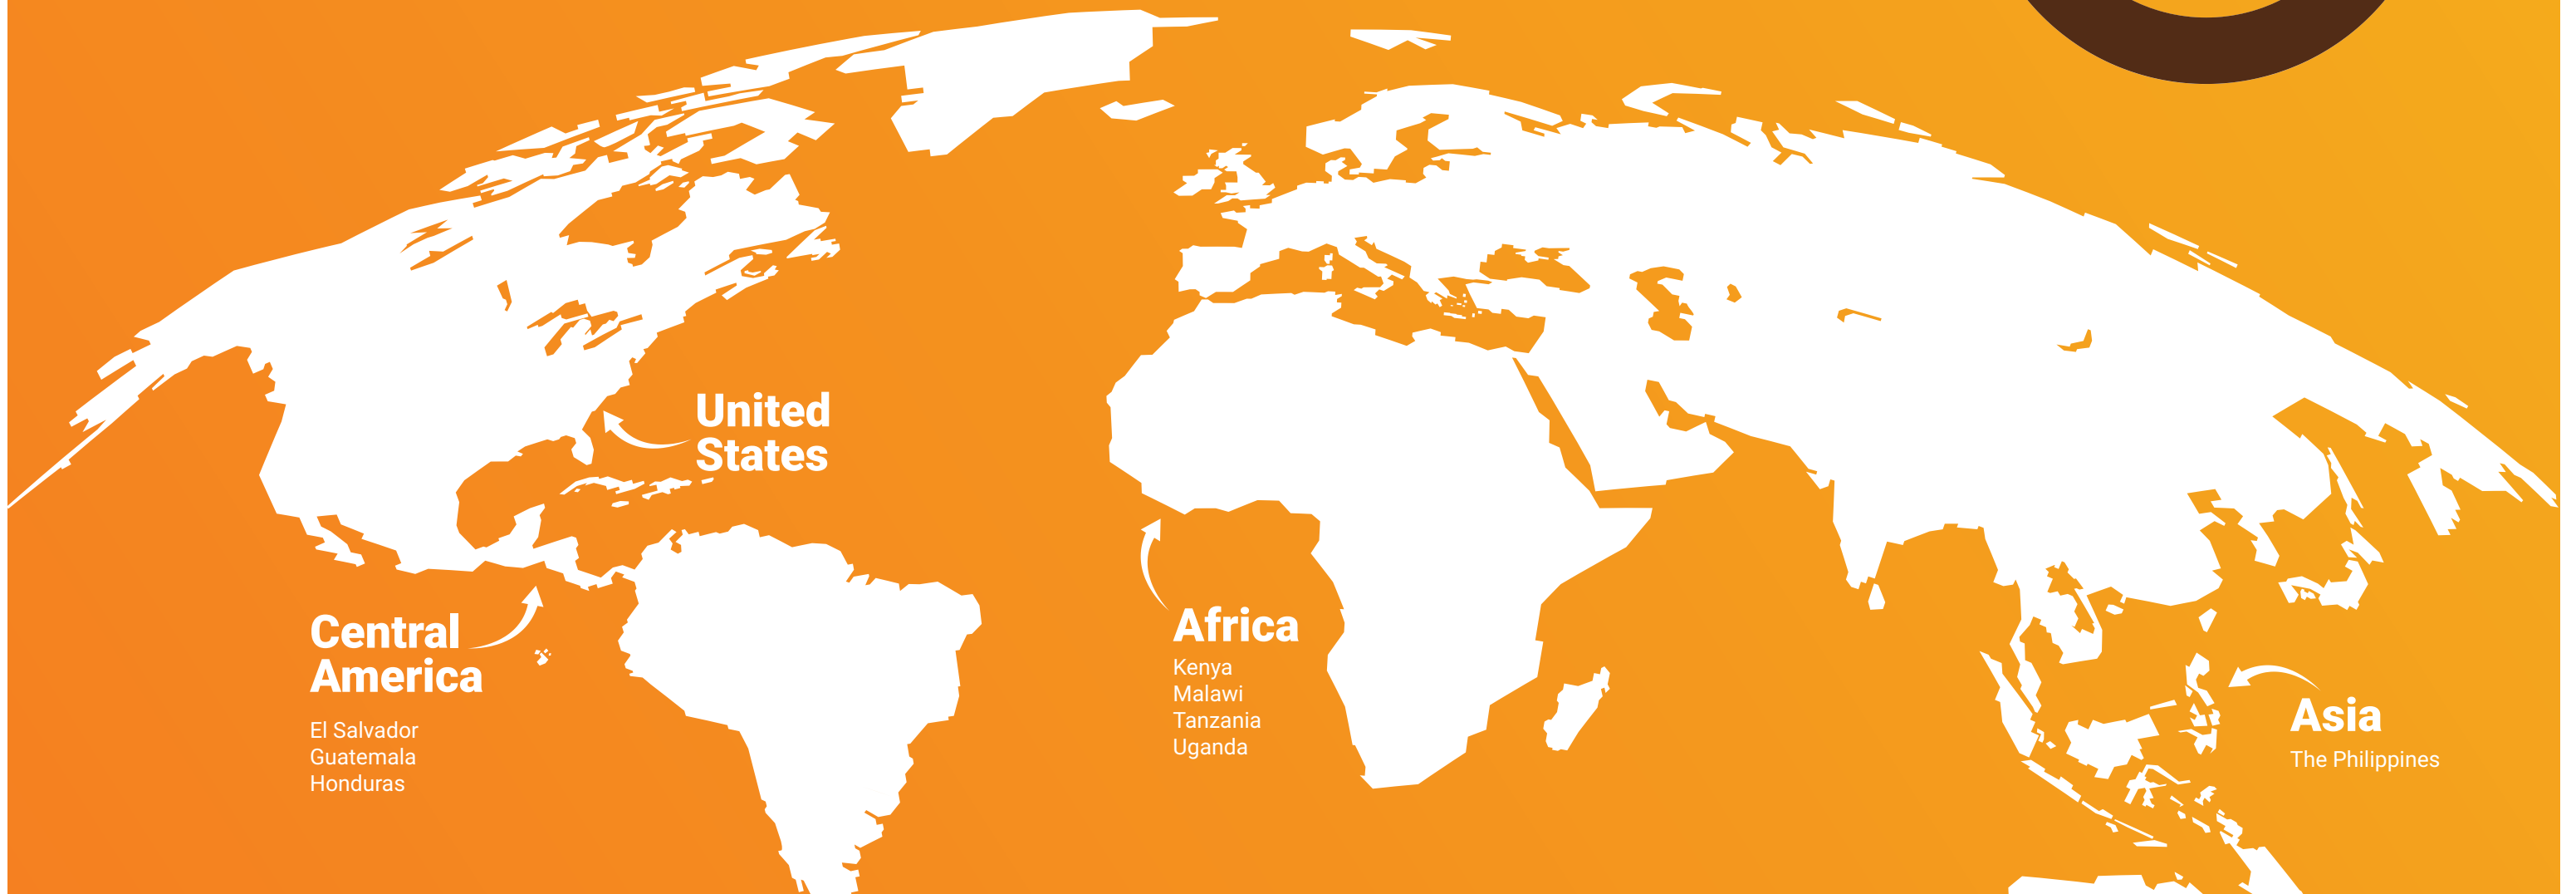 United
States
Central
America
El Salvador
Guatemala
Honduras
Africa
Kenya
Malawi
Tanzania
Uganda
Asia
The Philippines